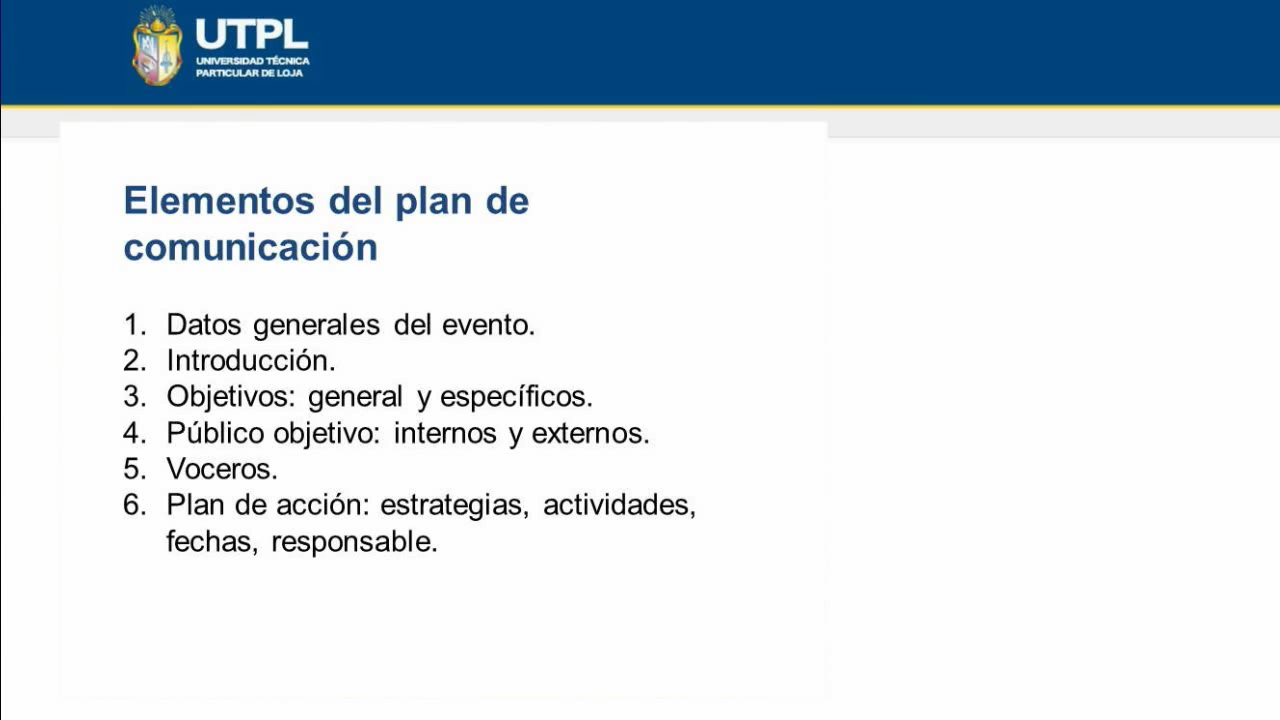 UTPL
UNIVERSIDAD TÉCNICA
PARTICULAR DE LOJA
Elementos del plan de
comunicación
1. Datos generales del evento.
2. Introducción.
3. Objetivos: general y específicos.
4. Público objetivo: internos y externos.
5. Voceros.
6. Plan de acción: estrategias, actividades,
fechas, responsable.